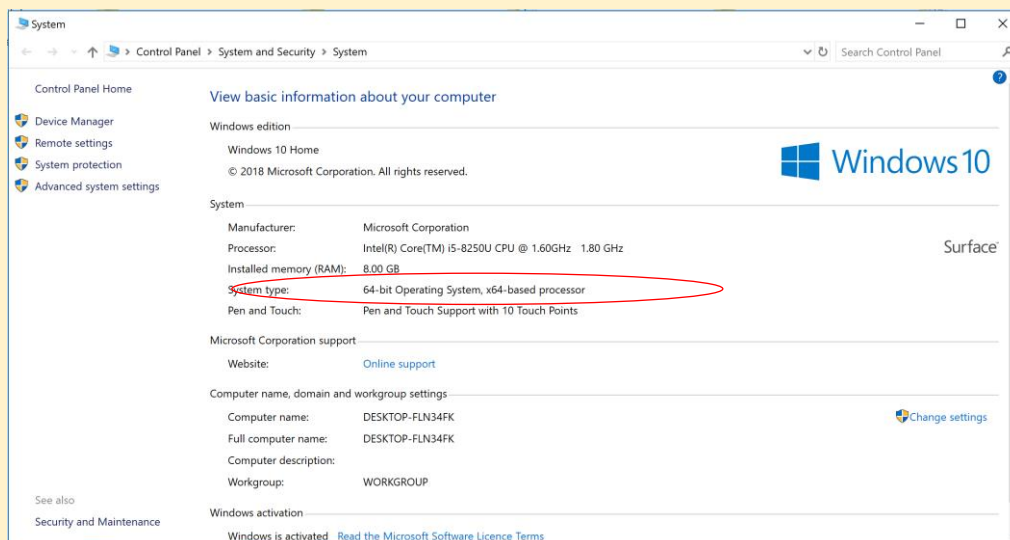 System
Control Panel > System and Security > System
Search Control Panel
Control Panel Home
Device Manager
Remote settings
System protection
Advanced system settings
View basic information about your computer
Windows edition
Windows 10 Home
© 2018 Microsoft Corporation. All rights reserved.
Windows 10
System
Manufacturer: Microsoft Corporation
Processor: Intel(R) Core(TM) i5-8250U CPU @ 1.60GHz 1.80 GHz
Installed memory (RAM): 8.00 GB
System type: 64-bit Operating System, x64-based processor
Pen and Touch: Pen and Touch Support with 10 Touch Points
Surface
Microsoft Corporation support
Website: Online support
Computer name, domain and workgroup settings
Computer name: DESKTOP-FLN34FK
Change settings
Full computer name: DESKTOP-FLN34FK
Computer description:
Workgroup: WORKGROUP
Windows activation
Windows is activated Read the Microsoft Software Licence Terms
See also
Security and Maintenance